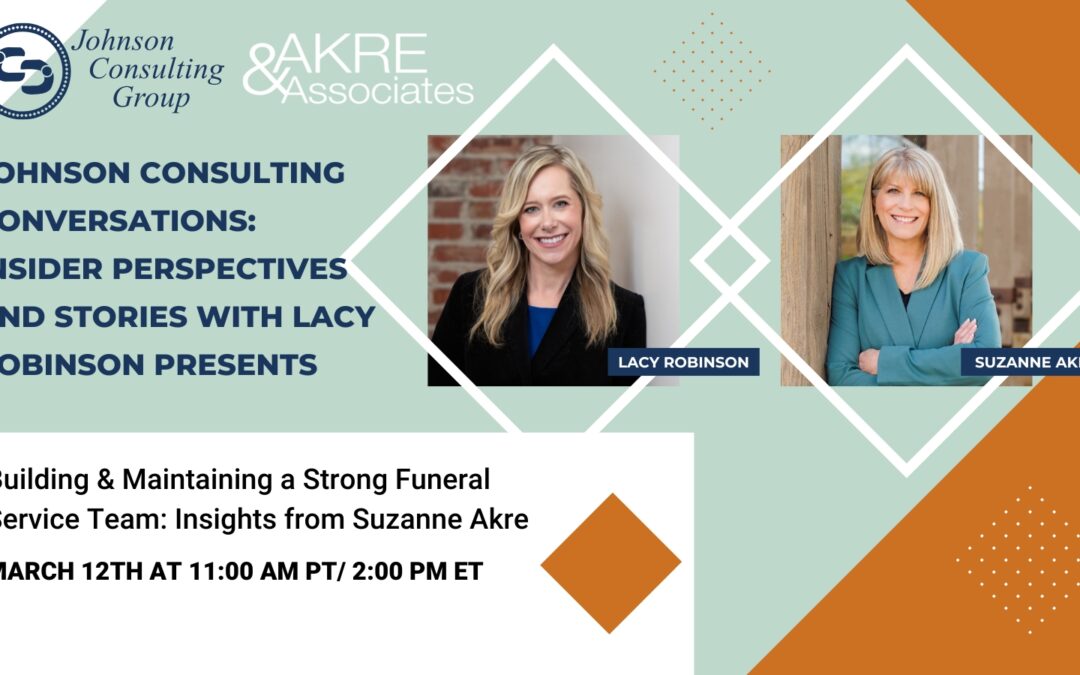 Johnson
Consulting
Group
&AKRE
Associates
OHNSON CONSULTING
ONVERSATIONS:
NSIDER PERSPECTIVES
ND STORIES WITH LACY
OBINSON PRESENTS
LACY ROBINSON
SUZANNE AK
Building & Maintaining a Strong Funeral
Service Team: Insights from Suzanne Akre
MARCH 12TH AT 11:00 AM PT/ 2:00 PM ET